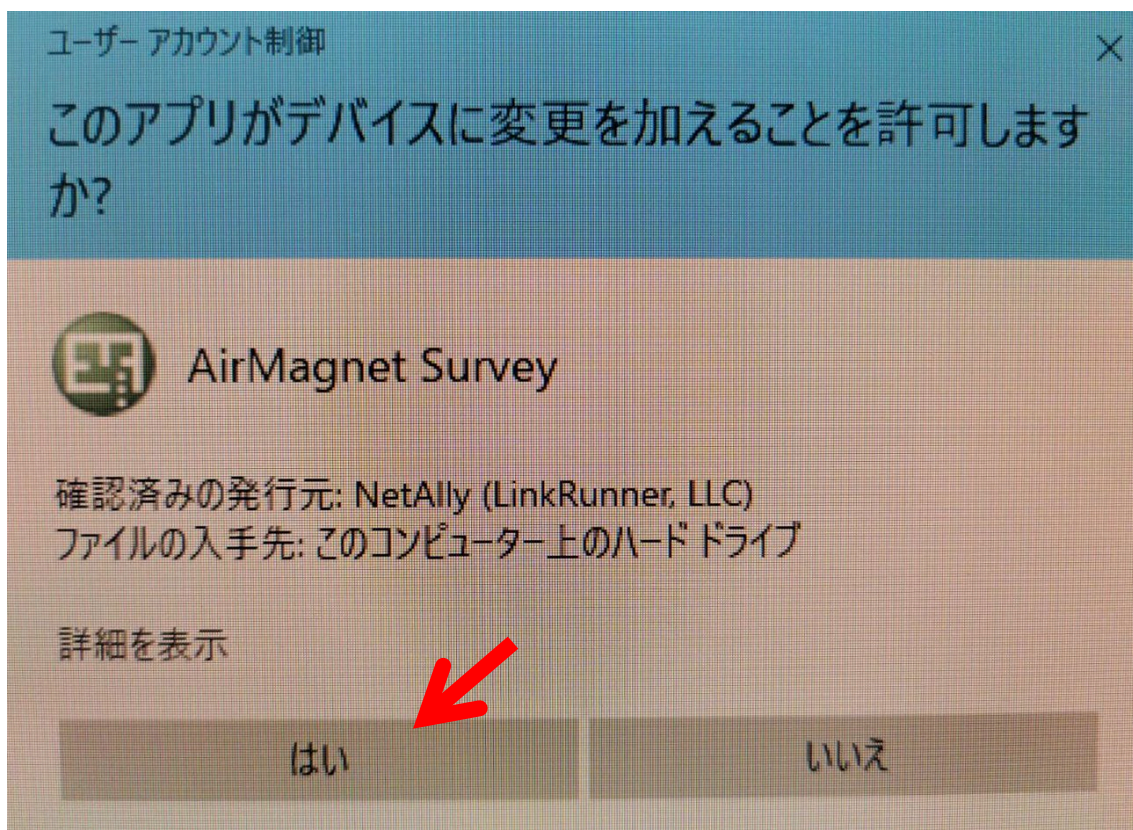 ユーザー アカウント制御
このアプリがデバイスに変更を加えることを許可します
か?
AirMagnet Survey
確認済みの発行元: NetAlly (LinkRunner, LLC)
ファイルの入手先: このコンピューター上のハード ドライブ
詳細を表示
はい
いいえ